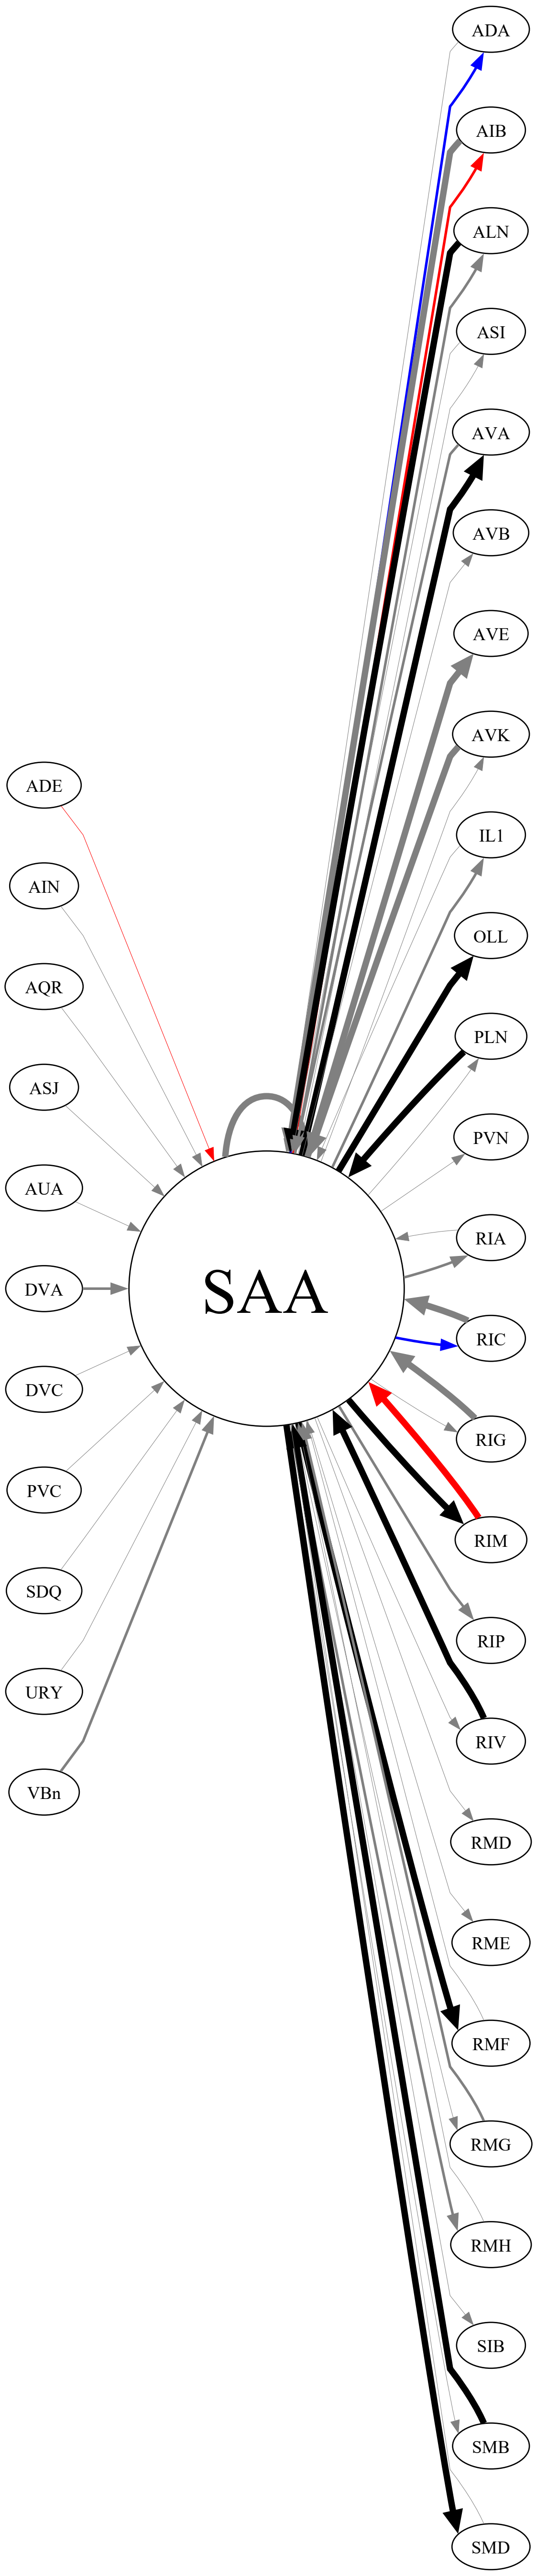 ADA
AIB
ALN
ASI
AVA
AVB
AVE
AVK
IL1
OLL
PLN
PVN
RIA
RIC
RIG
RIM
RIP
RIV
RMD
RME
RMF
RMG
RMH
SIB
SMB
SMD
ADE
AIN
AQR
ASJ
AUA
DVA
DVC
PVC
SDQ
URY
VBn
SAA